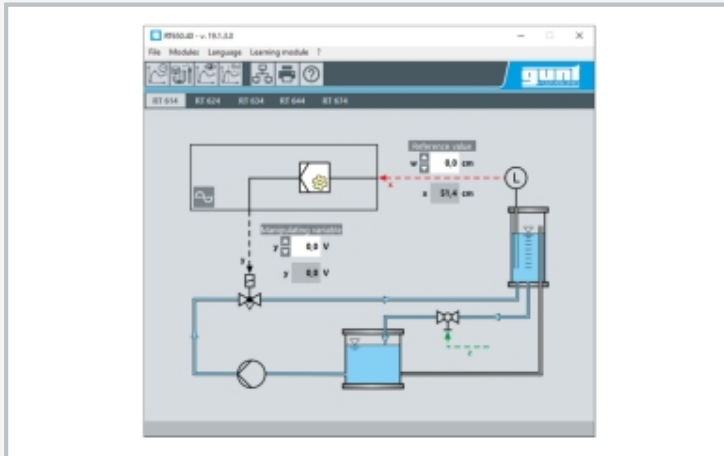 RT650.40 - v. 19.1.3.0
File Modules Language Learning module ?
gunt
RT 614 RT 624 RT 634 RT 644 RT 674
Reference value
w 0,0 cm
x
x 51,4 cm
L
Manipulating variable
y 0,0 V
y
y 0,0 V
z